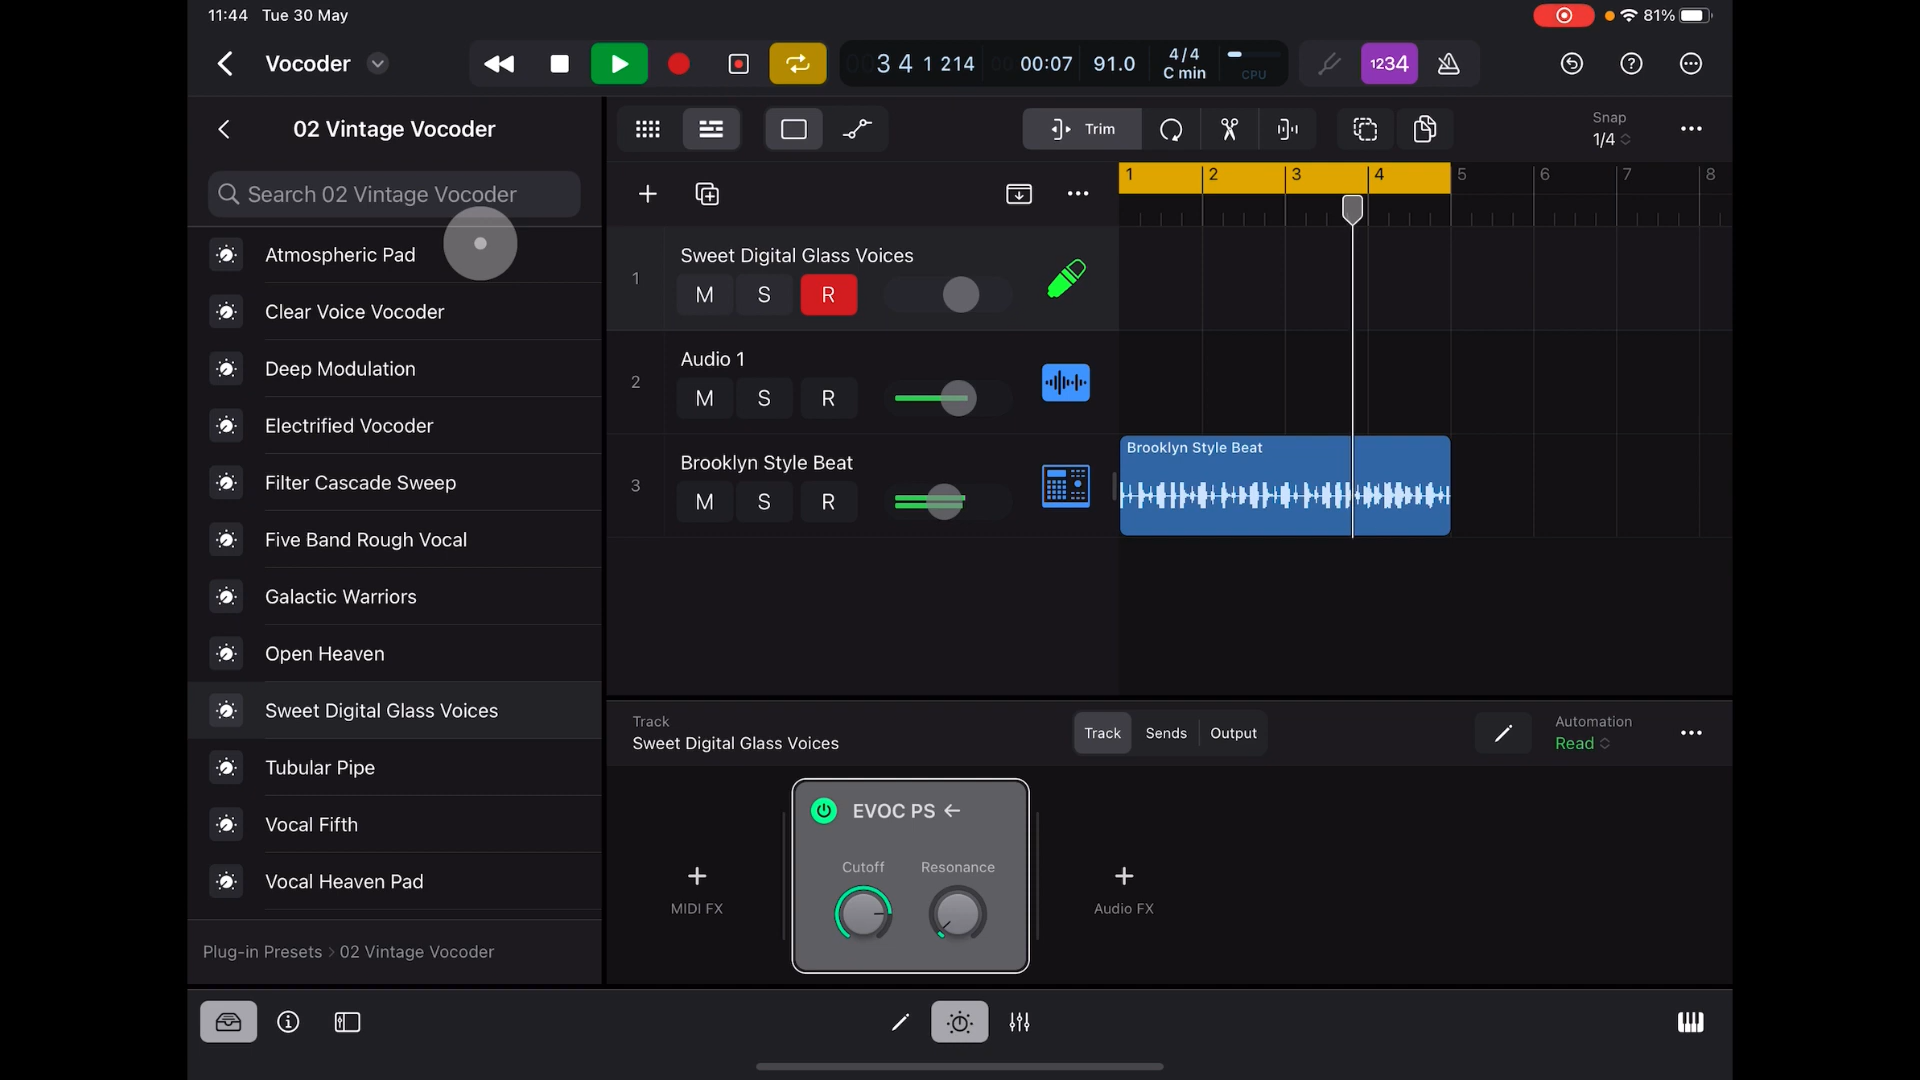 11:44 Tue 30 May
81%
Vocoder
3 4 1 214
00:07
91.0
4/4
C min
CPU
1234
02 Vintage Vocoder
Search 02 Vintage Vocoder
Atmospheric Pad
Clear Voice Vocoder
Deep Modulation
Electrified Vocoder
Filter Cascade Sweep
Five Band Rough Vocal
Galactic Warriors
Open Heaven
Sweet Digital Glass Voices
Tubular Pipe
Vocal Fifth
Vocal Heaven Pad
Plug-in Presets › 02 Vintage Vocoder
Trim
Snap
1/4
1 2 3 4 5 6 7 8
1
Sweet Digital Glass Voices
M S R
2
Audio 1
M S R
3
Brooklyn Style Beat
M S R
Brooklyn Style Beat
Track
Sweet Digital Glass Voices
Track Sends Output
Automation
Read
MIDI FX
EVOC PS
Cutoff Resonance
Audio FX